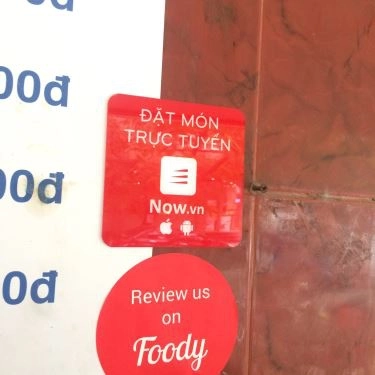 00đ
00đ
0đ
ĐẶT MÓN
TRỰC TUYẾN
Now.vn
Review us
on
Foody